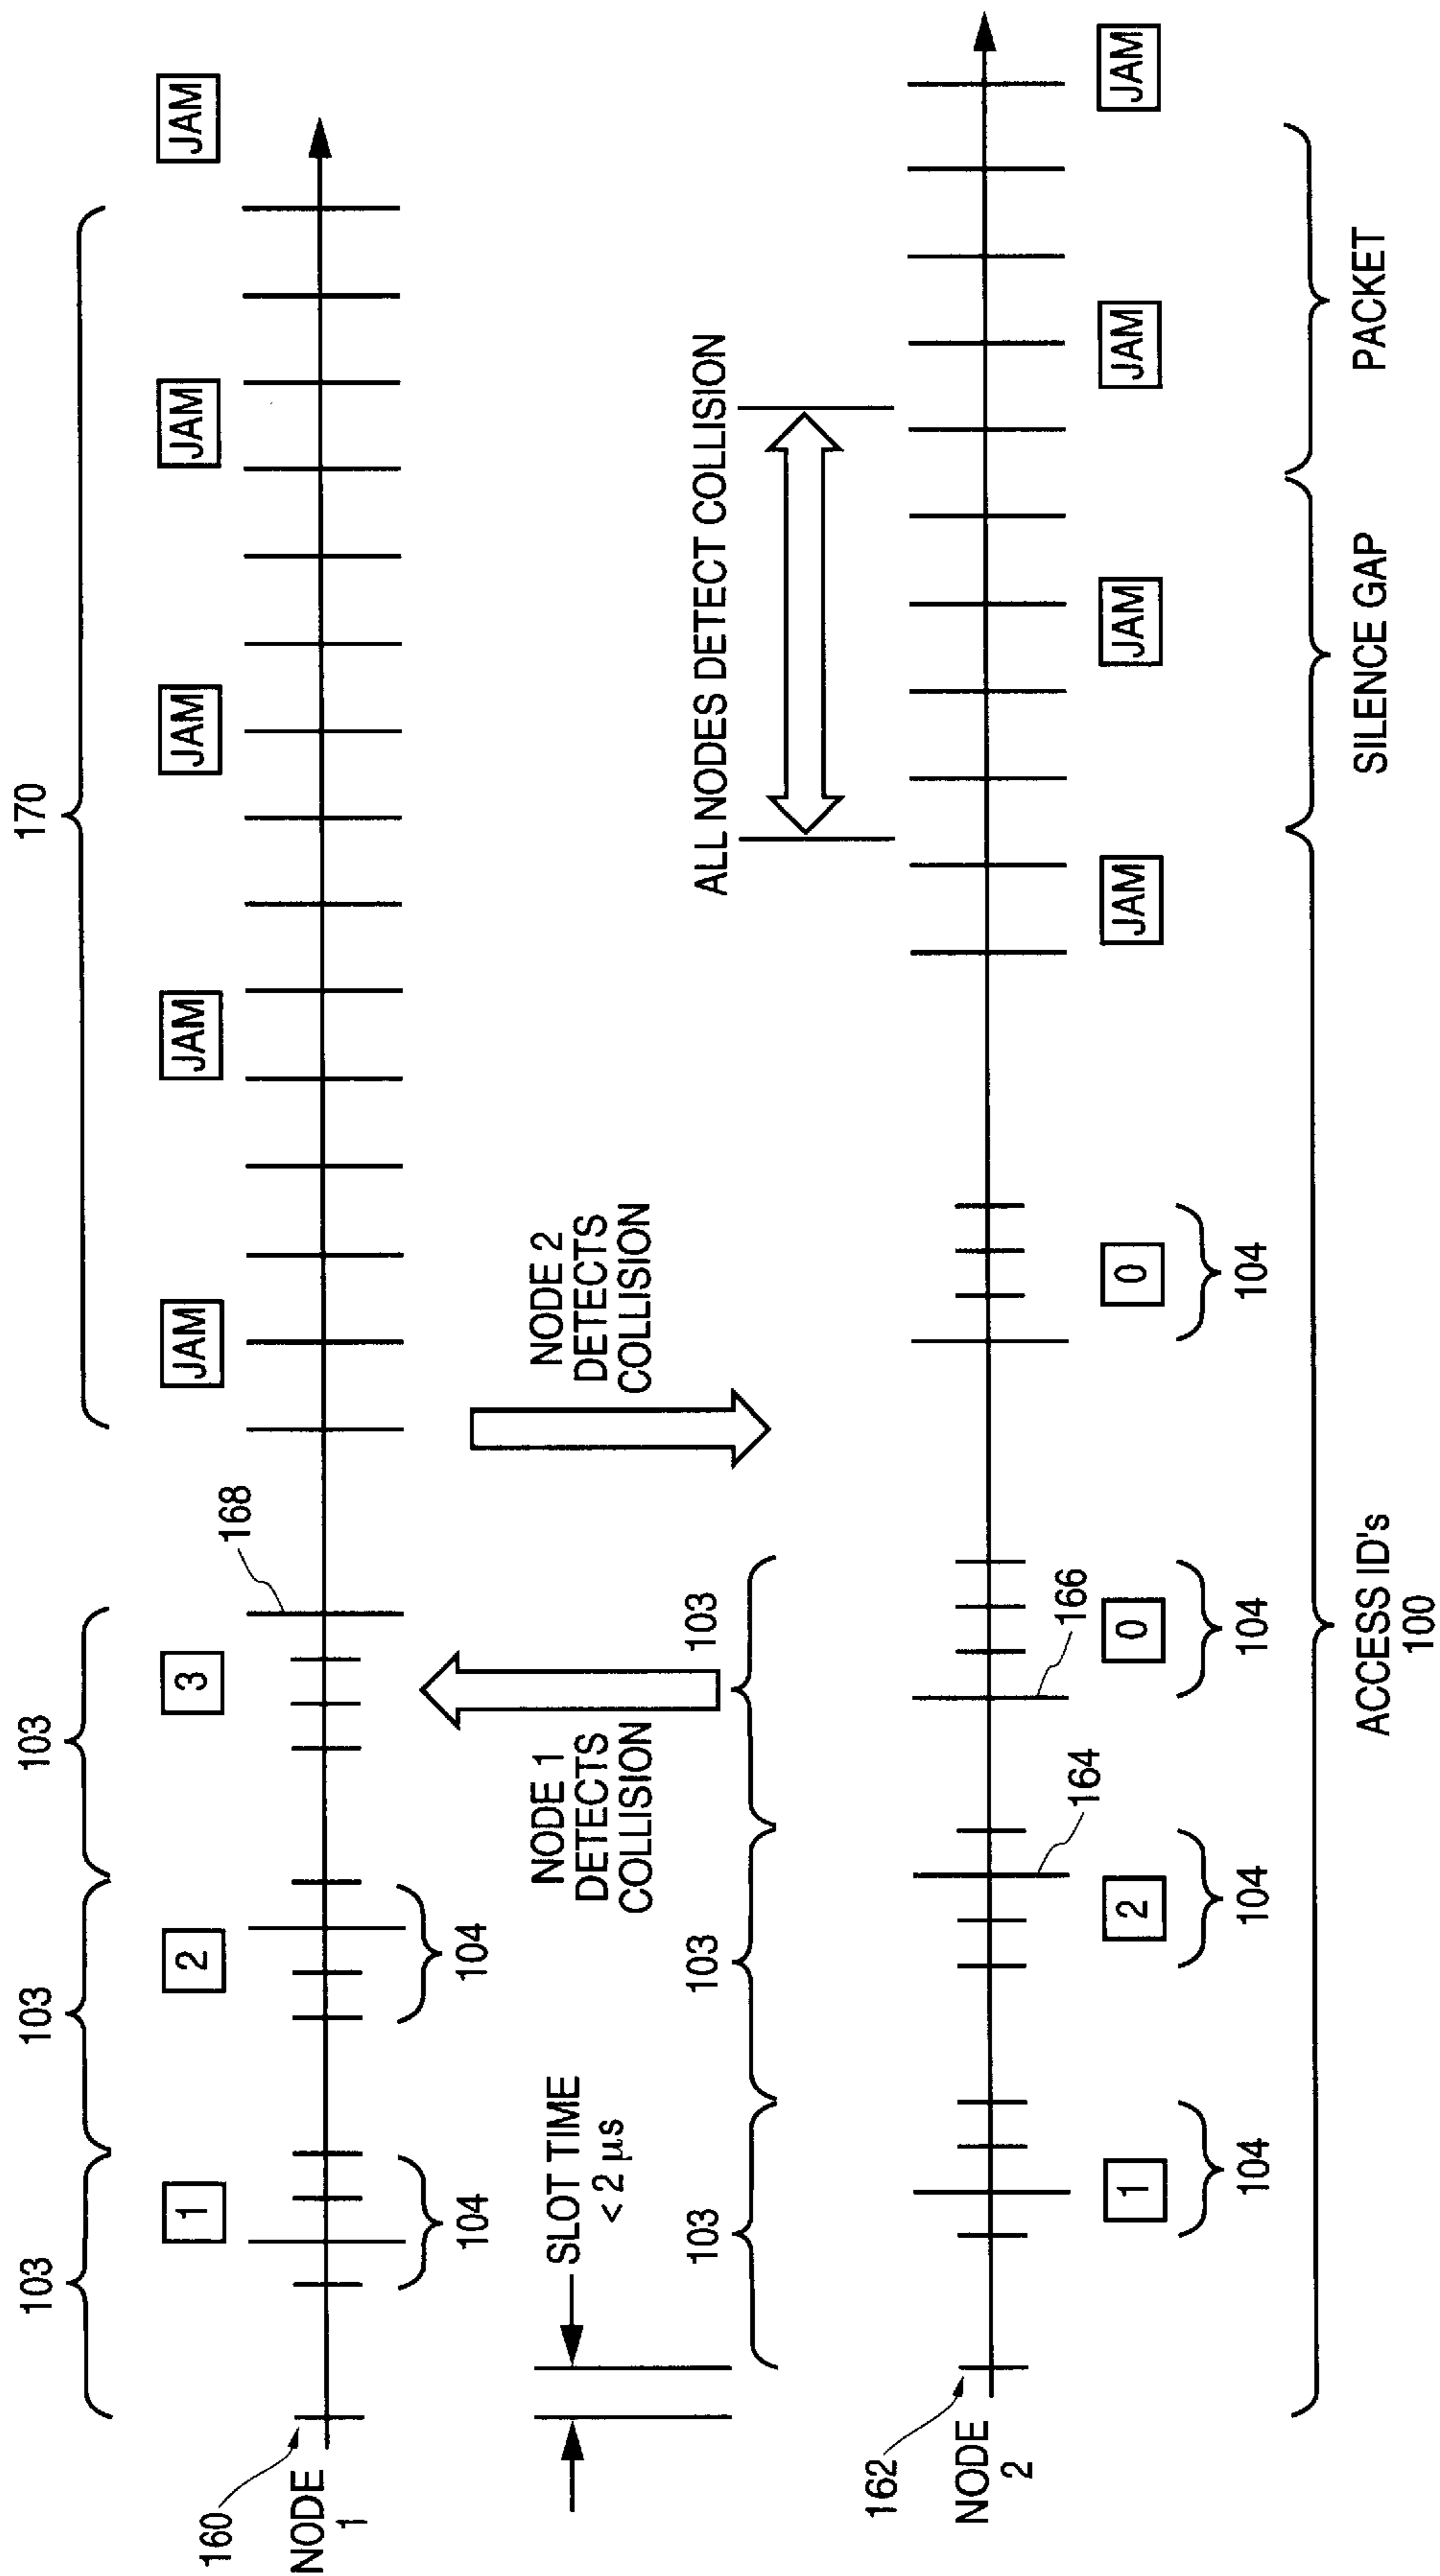 170
103
103
103
1
2
3
JAM
JAM
JAM
JAM
JAM
160
168
NODE
1
104
104
SLOT TIME
< 2 µs
NODE 1
DETECTS
COLLISION
NODE 2
DETECTS
COLLISION
ALL NODES DETECT COLLISION
103
103
103
162
NODE
2
164
166
1
2
0
0
JAM
JAM
JAM
JAM
104
104
104
104
ACCESS ID's
100
SILENCE GAP
PACKET